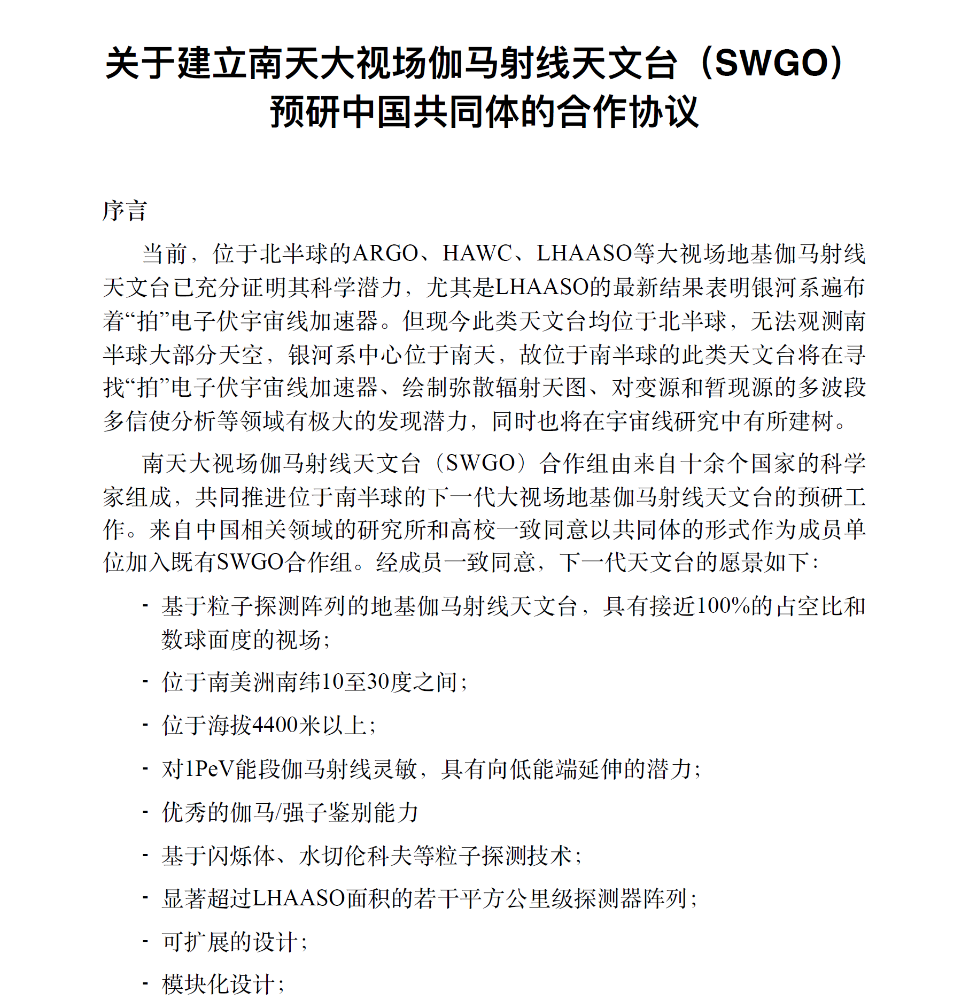 关于建立南天大视场伽马射线天文台（SWGO）
预研中国共同体的合作协议
序言
当前，位于北半球的ARGO、HAWC、LHAASO等大视场地基伽马射线
天文台已充分证明其科学潜力，尤其是LHAASO的最新结果表明银河系遍布
着“拍”电子伏宇宙线加速器。但现今此类天文台均位于北半球，无法观测南
半球大部分天空，银河系中心位于南天，故位于南半球的此类天文台将在寻
找“拍”电子伏宇宙线加速器、绘制弥散辐射天图、对变源和暂现源的多波段
多信使分析等领域有极大的发现潜力，同时也将在宇宙线研究中有所建树。
南天大视场伽马射线天文台（SWGO）合作组由来自十余个国家的科学
家组成，共同推进位于南半球的下一代大视场地基伽马射线天文台的预研工
作。来自中国相关领域的研究所和高校一致同意以共同体的形式作为成员单
位加入既有SWGO合作组。经成员一致同意，下一代天文台的愿景如下：
- 基于粒子探测阵列的地基伽马射线天文台，具有接近100%的占空比和
数球面度的视场；
- 位于南美洲南纬10至30度之间；
- 位于海拔4400米以上；
- 对1PeV能段伽马射线灵敏，具有向低能端延伸的潜力；
- 优秀的伽马/强子鉴别能力
- 基于闪烁体、水切伦科夫等粒子探测技术；
- 显著超过LHAASO面积的若干平方公里级探测器阵列；
- 可扩展的设计；
- 模块化设计；